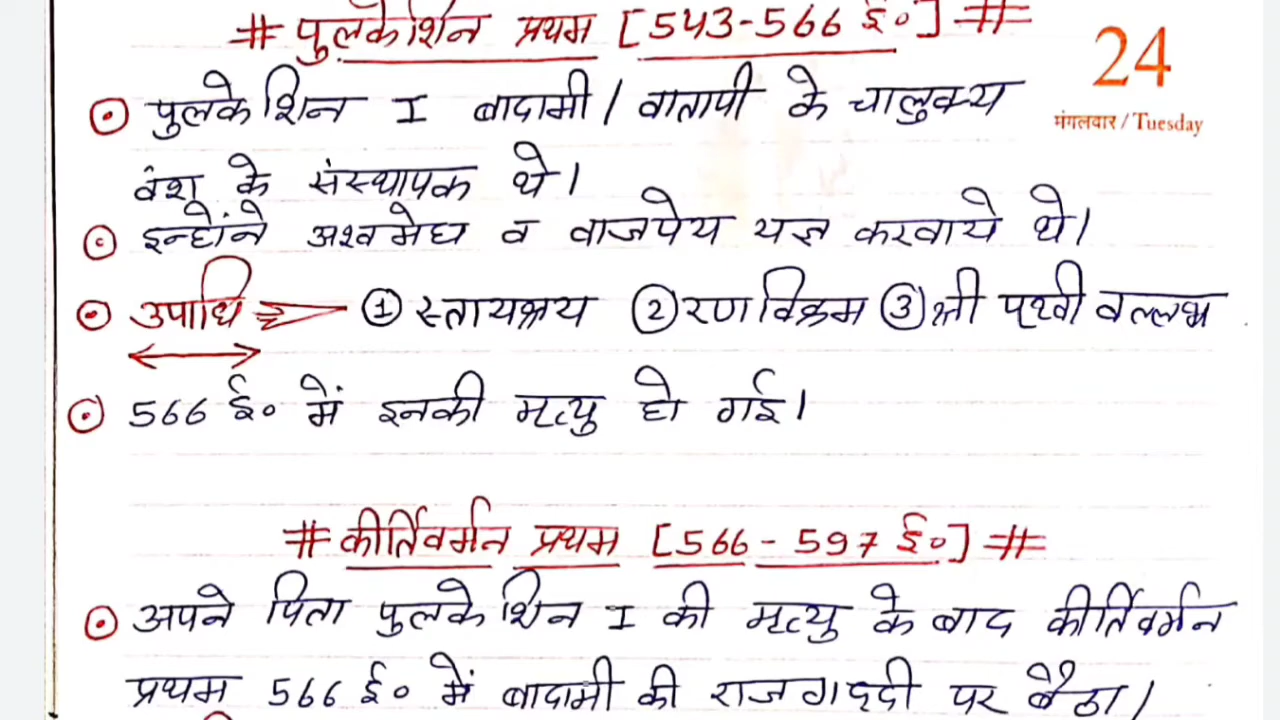 # पुलकेशिन प्रथम [543-566 ई०] #
24
मंगलवार / Tuesday
पुलकेशिन I बादामी / वातापी के चालुक्य
वंश के संस्थापक थे।
इन्होंने अश्वमेघ व वाजपेय यज्ञ करवाये थे।
उपाधि ⇒ ① स्तायश्रय ② रणविक्रम ③ श्री पृथ्वी वल्लभ
566 ई० में इनकी मृत्यु हो गई।
# कीर्तिवर्मन प्रथम [566 - 597 ई०] #
अपने पिता पुलकेशिन I की मृत्यु के बाद कीर्तिवर्मन
प्रथम 566 ई० में बादामी की राजगद्दी पर बैठा।